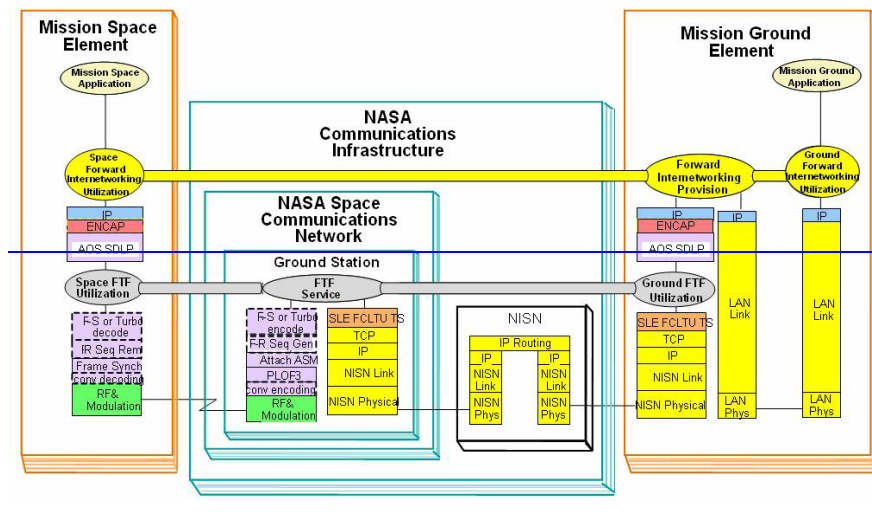 Mission Space
Element
Mission Space
Application
Space
Forward
Internetworking
Utilization
IP
ENCAP
AOS SDLP
Space FTF
Utilization
F-S or Turbo
decode
IR Seq Rem
Frame Synch
conv decoding
RF&
Modulation
NASA
Communications
Infrastructure
NASA Space
Communications
Network
Ground Station
FTF
Service
F-S or Turbo
encode
F-R Seq Gen
Attach ASM
PLOF3
conv encoding
RF&
Modulation
SLE FCLTU TS
TCP
IP
NISN Link
NISN Physical
NISN
IP Routing
IP
NISN
Link
NISN
Phys
IP
NISN
Link
NISN
Phys
Mission Ground
Element
Mission Ground
Application
Forward
Internetworking
Provision
Ground
Forward
Internetworking
Utilization
IP
ENCAP
AOS SDLP
Ground FTF
Utilization
SLE FCLTU TS
TCP
IP
NISN Link
NISN Physical
IP
LAN
Link
LAN
Phys
IP
LAN
Link
LAN
Phys